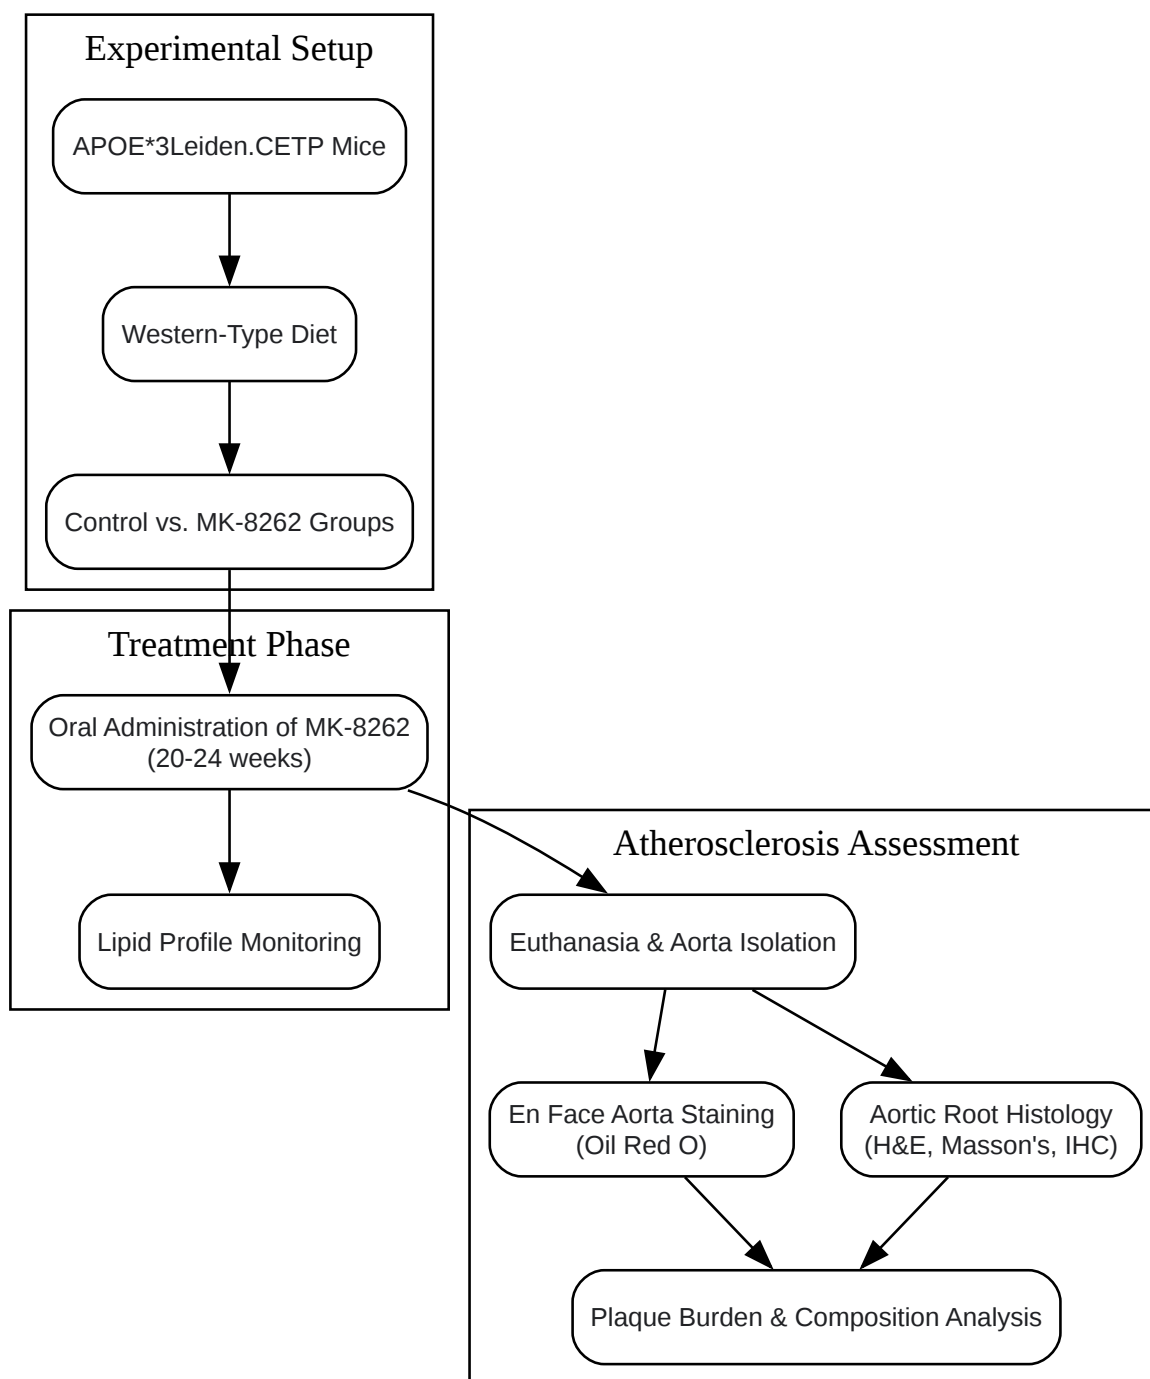 Experimental Setup
APOE*3Leiden.CETP Mice
Western-Type Diet
Control vs. MK-8262 Groups
Treatment Phase
Oral Administration of MK-8262
(20-24 weeks)
Lipid Profile Monitoring
Atherosclerosis Assessment
Euthanasia & Aorta Isolation
En Face Aorta Staining
(Oil Red O)
Aortic Root Histology
(H&E, Masson's, IHC)
Plaque Burden & Composition Analysis